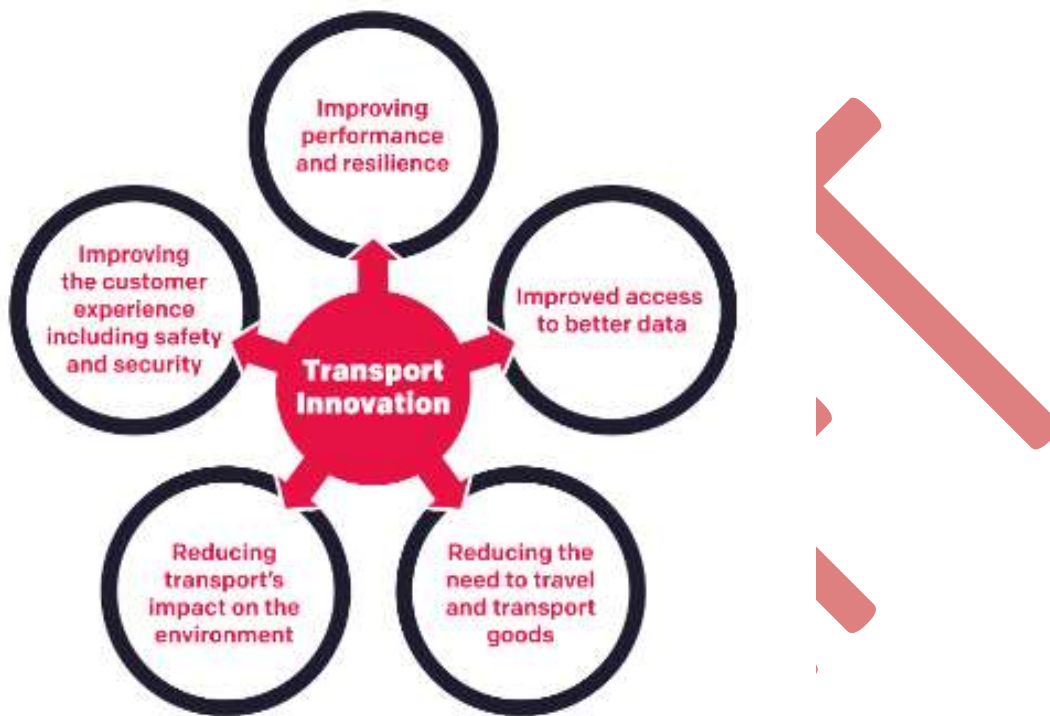 Improving
performance
and resilience
Improved access
to better data
Reducing the
need to travel
and transport
goods
Reducing
transport's
impact on the
environment
Improving
the customer
experience
including safety
and security
Transport
Innovation